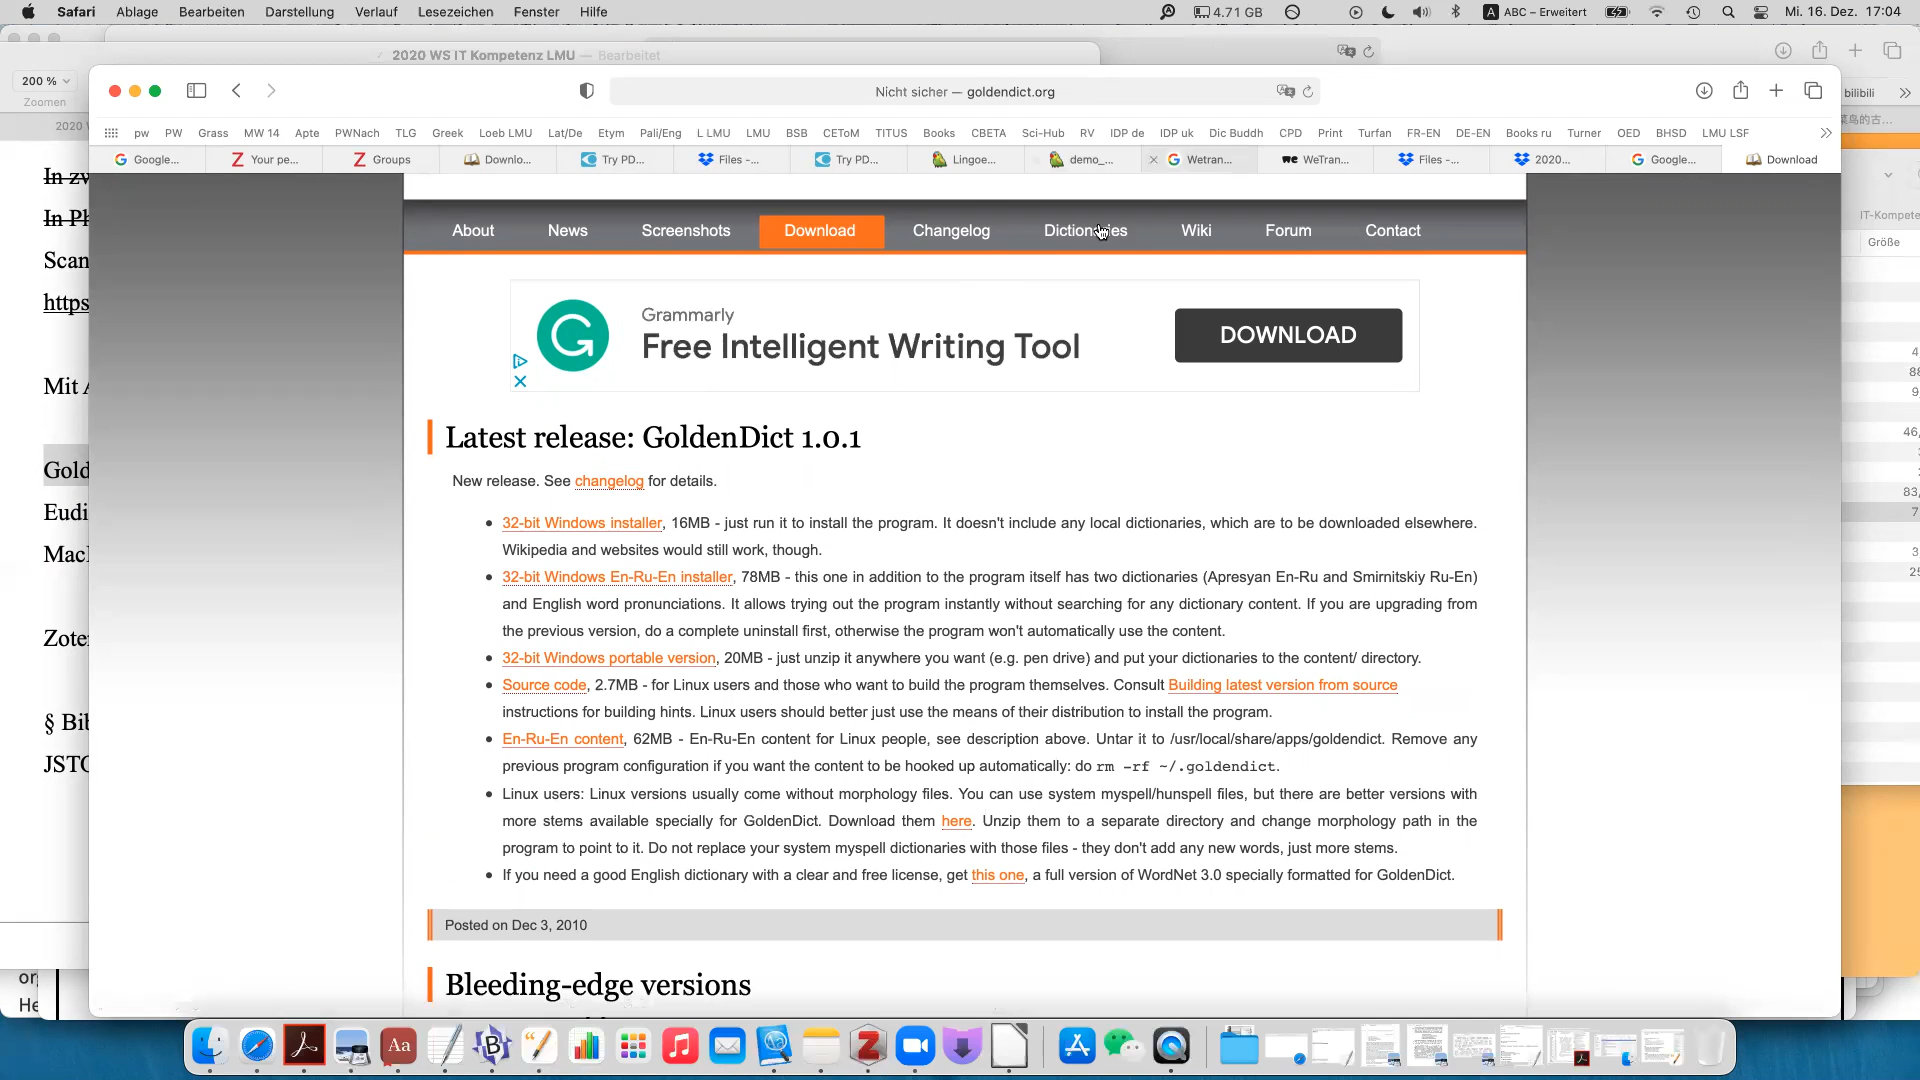 Safari Ablage Bearbeiten Darstellung Verlauf Lesezeichen Fenster Hilfe 4.71 GB ABC – Erweitert Mi. 16. Dez. 17:04
2020 WS IT Kompetenz LMU — Bearbeitet
200 %
Zoomen
Nicht sicher — goldendict.org
bilibili
pw PW Grass MW 14 Apte PWNach TLG Greek Loeb LMU Lat/De Etym Pali/Eng L LMU LMU BSB CEToM TITUS Books CBETA Sci-Hub RV IDP de IDP uk Dic Buddh CPD Print Turfan FR-EN DE-EN Books ru Turner OED BHSD LMU LSF
Google... Your pe... Groups Downlo... Try PD... Files -... Try PD... Lingoe... demo_... Wetran... WeTran... Files -... 2020... Google... Download
About News Screenshots Download Changelog Dictionaries Wiki Forum Contact
Grammarly
Free Intelligent Writing Tool
DOWNLOAD
Latest release: GoldenDict 1.0.1
New release. See changelog for details.
32-bit Windows installer, 16MB - just run it to install the program. It doesn't include any local dictionaries, which are to be downloaded elsewhere.
Wikipedia and websites would still work, though.
32-bit Windows En-Ru-En installer, 78MB - this one in addition to the program itself has two dictionaries (Apresyan En-Ru and Smirnitskiy Ru-En)
and English word pronunciations. It allows trying out the program instantly without searching for any dictionary content. If you are upgrading from
the previous version, do a complete uninstall first, otherwise the program won't automatically use the content.
32-bit Windows portable version, 20MB - just unzip it anywhere you want (e.g. pen drive) and put your dictionaries to the content/ directory.
Source code, 2.7MB - for Linux users and those who want to build the program themselves. Consult Building latest version from source
instructions for building hints. Linux users should better just use the means of their distribution to install the program.
En-Ru-En content, 62MB - En-Ru-En content for Linux people, see description above. Untar it to /usr/local/share/apps/goldendict. Remove any
previous program configuration if you want the content to be hooked up automatically: do rm -rf ~/.goldendict.
Linux users: Linux versions usually come without morphology files. You can use system myspell/hunspell files, but there are better versions with
more stems available specially for GoldenDict. Download them here. Unzip them to a separate directory and change morphology path in the
program to point to it. Do not replace your system myspell dictionaries with those files - they don't add any new words, just more stems.
If you need a good English dictionary with a clear and free license, get this one, a full version of WordNet 3.0 specially formatted for GoldenDict.
Posted on Dec 3, 2010
Bleeding-edge versions
In zw
In Ph
Scan
https
Mit A
Gold
Eudi
MacI
Zoter
§ Bib
JSTO
IT-Kompete
Größe